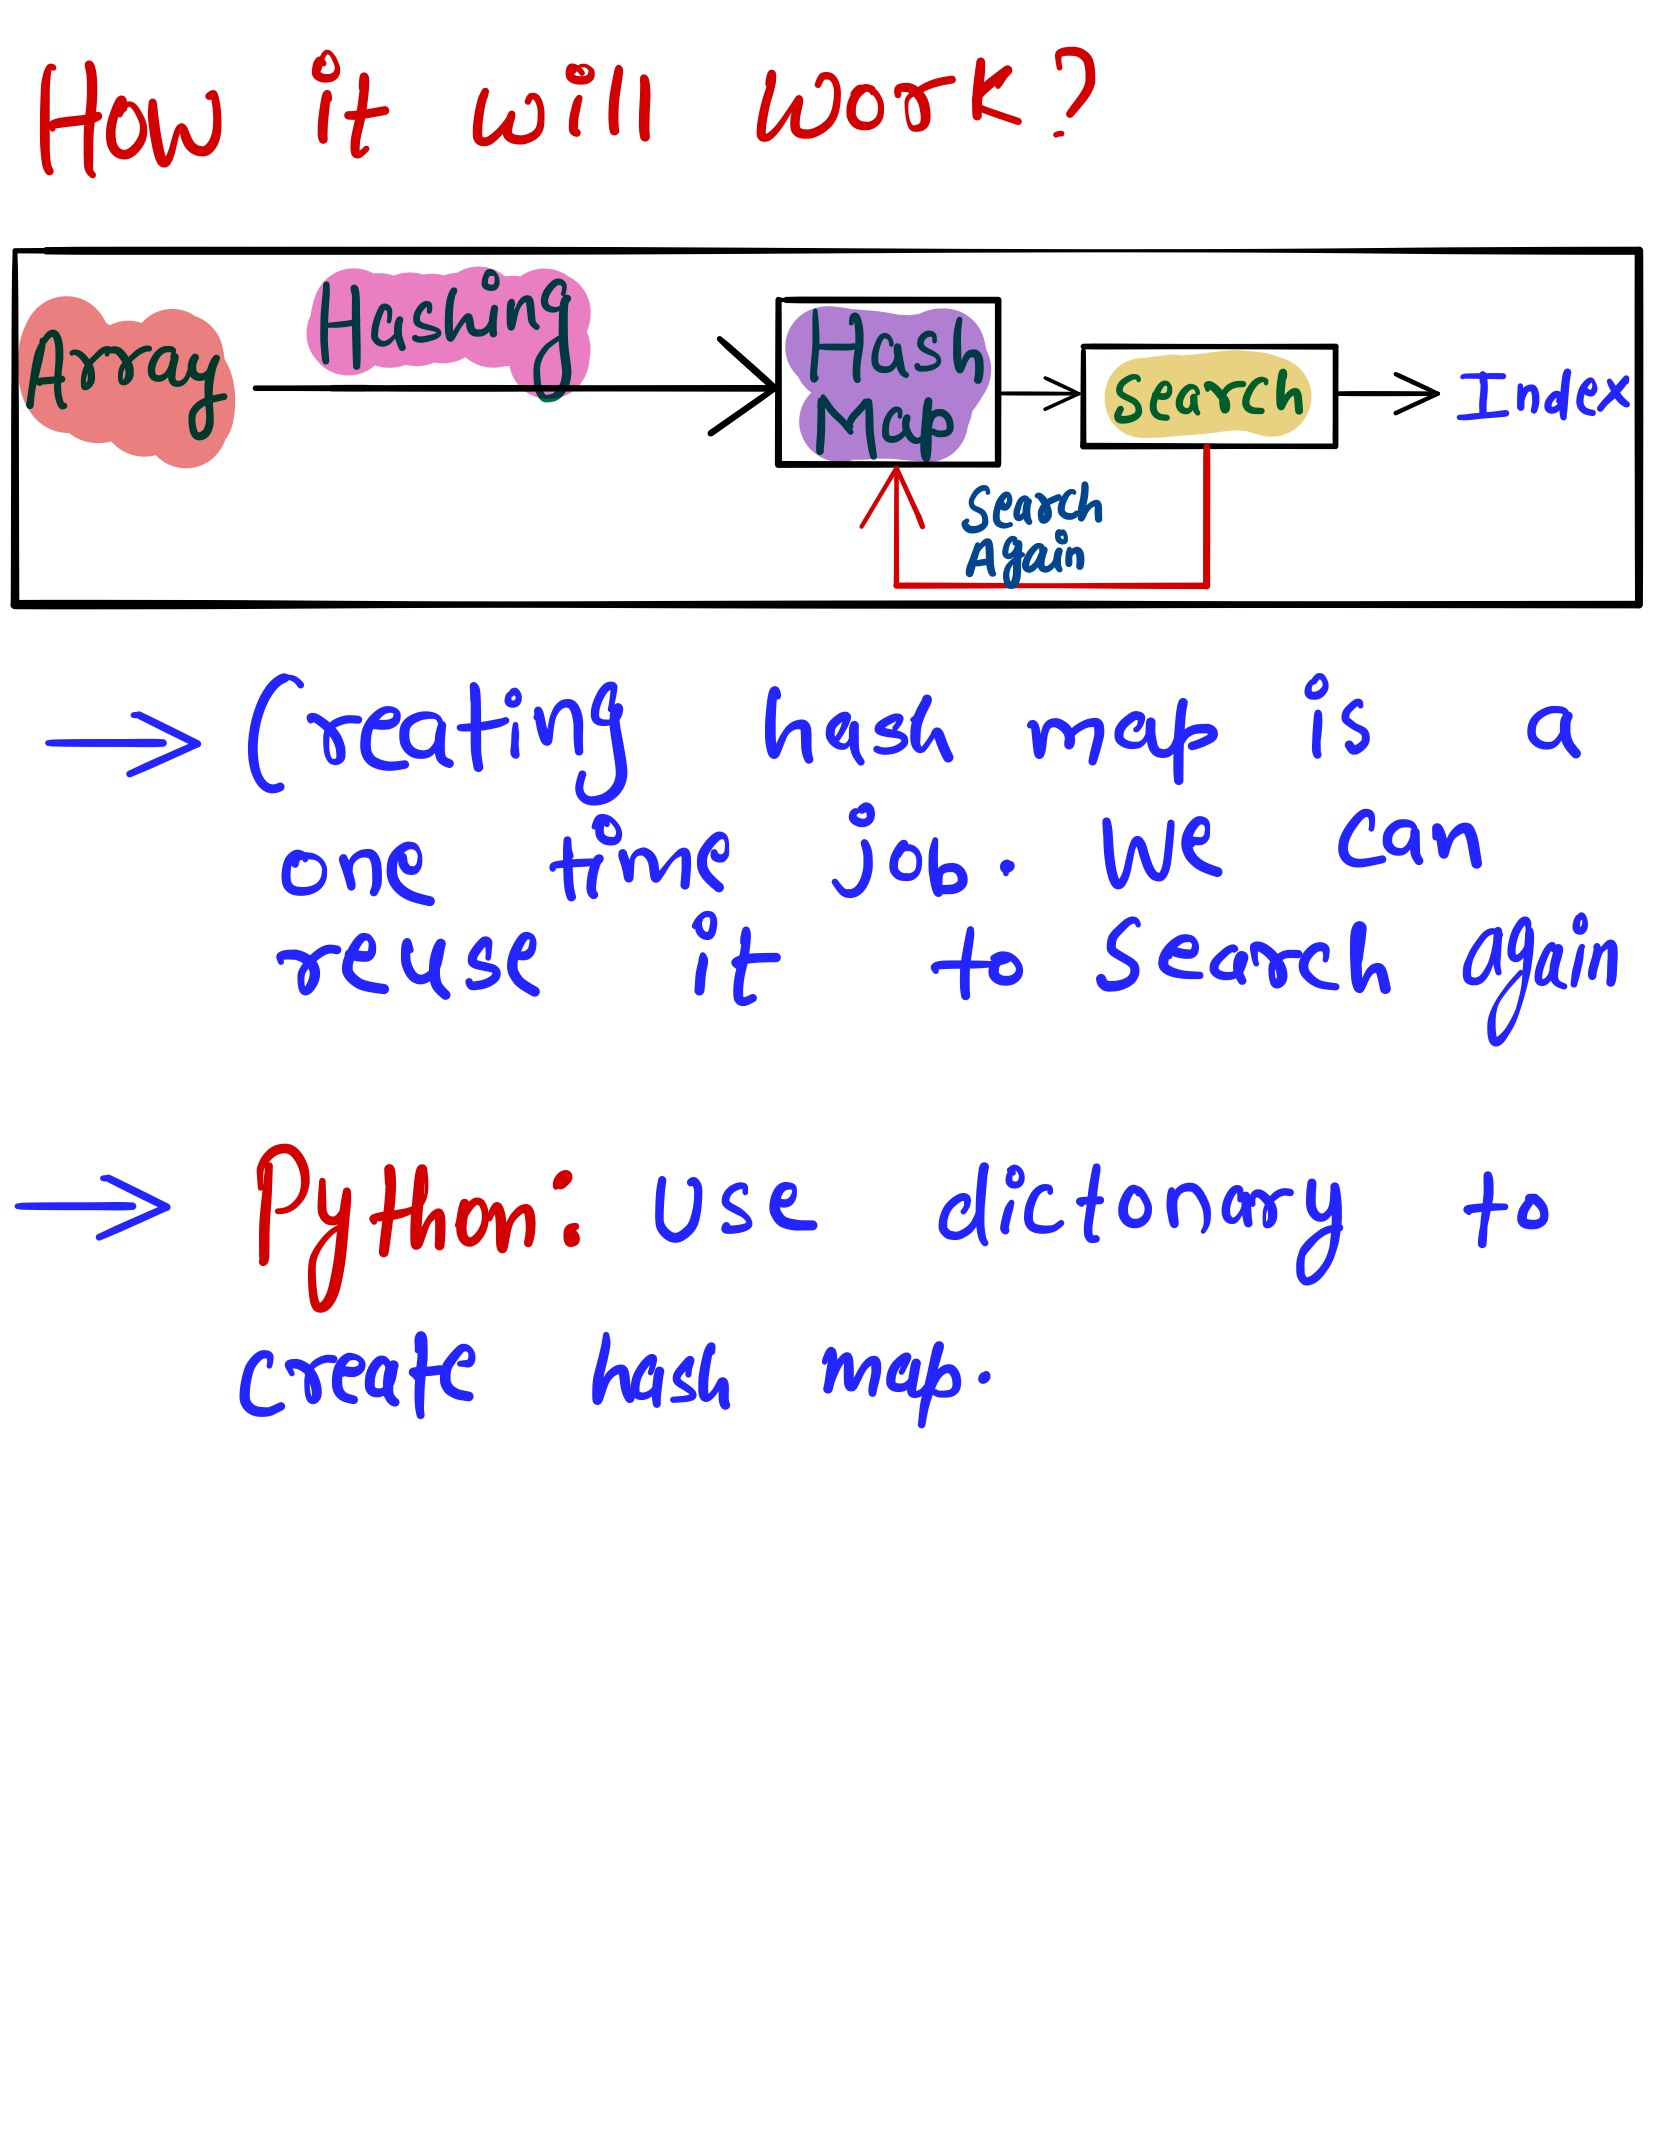 How it will work?
Array
Hashing
Hash
Map
Search
Index
Search
Again
Creating hash map is a
one time job. We can
reuse it to search again
Python: use dictonary to
create hash map.